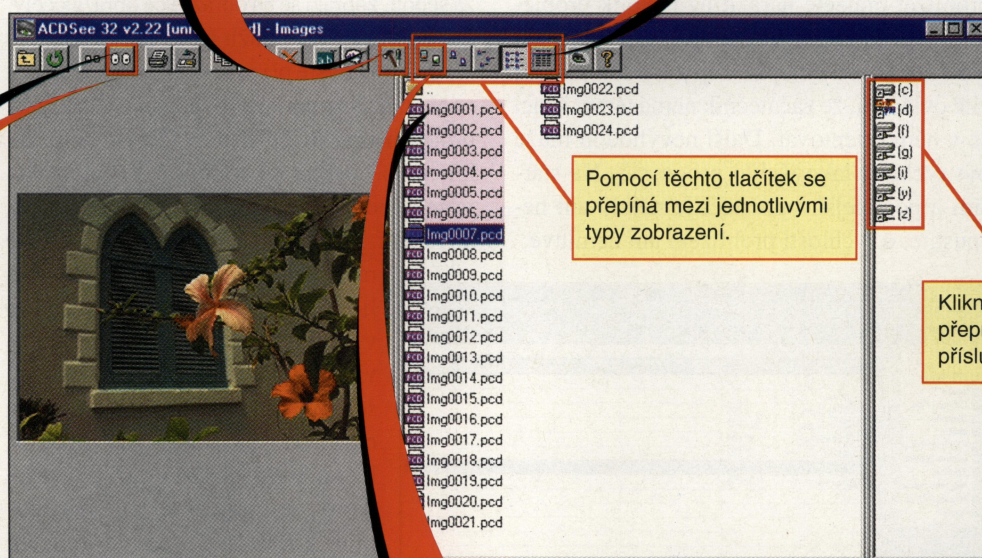 ACDSee 32 v2.22 - Images
..
Img0001.pcd
Img0002.pcd
Img0003.pcd
Img0004.pcd
Img0005.pcd
Img0006.pcd
Img0007.pcd
Img0008.pcd
Img0009.pcd
Img0010.pcd
Img0011.pcd
Img0012.pcd
Img0013.pcd
Img0014.pcd
Img0015.pcd
Img0016.pcd
Img0017.pcd
Img0018.pcd
Img0019.pcd
Img0020.pcd
Img0021.pcd
Img0022.pcd
Img0023.pcd
Img0024.pcd
(c)
(d)
(f)
(g)
(i)
(y)
(z)
Pomocí těchto tlačítek se
přepíná mezi jednotlivými
typy zobrazení.